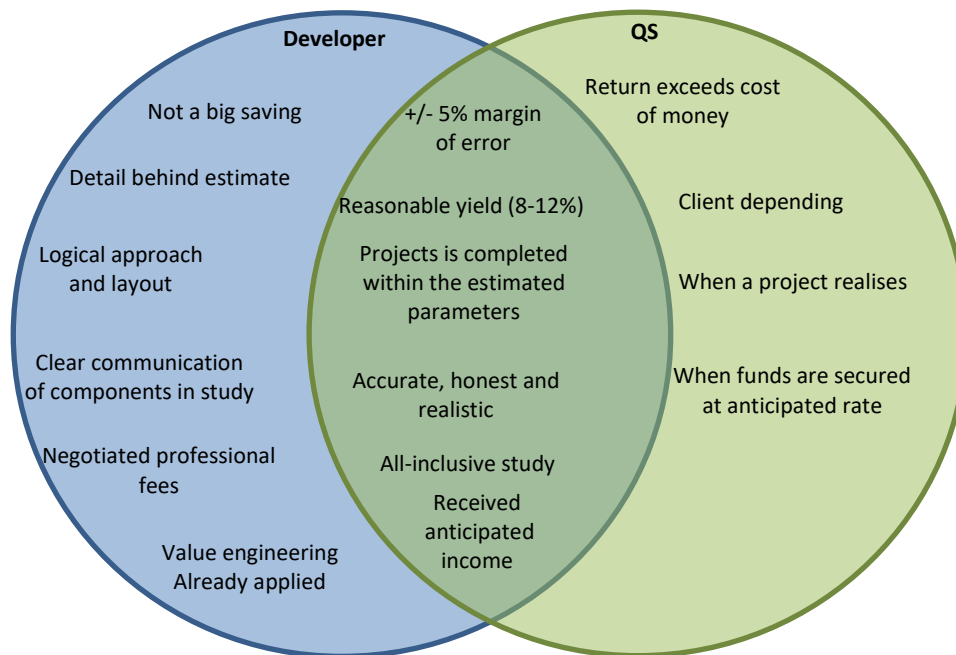 Developer
Not a big saving
Detail behind estimate
Logical approach
and layout
Clear communication
of components in study
Negotiated professional
fees
Value engineering
Already applied
+/- 5% margin
of error
Reasonable yield (8-12%)
Projects is completed
within the estimated
parameters
Accurate, honest and
realistic
All-inclusive study
Received
anticipated
income
QS
Return exceeds cost
of money
Client depending
When a project realises
When funds are secured
at anticipated rate